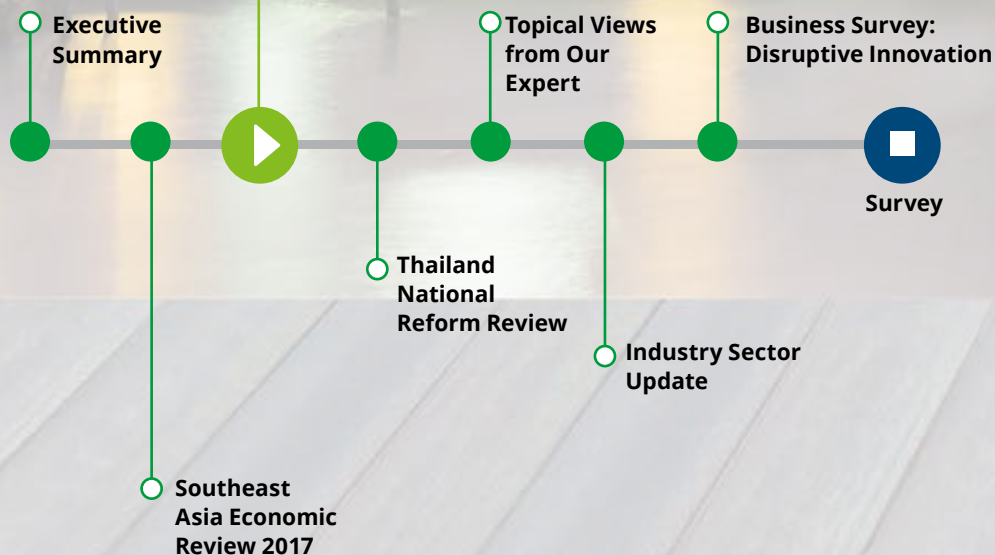 Executive
Summary
Topical Views
from Our
Expert
Business Survey:
Disruptive Innovation
Survey
Thailand
National
Reform Review
Industry Sector
Update
Southeast
Asia Economic
Review 2017